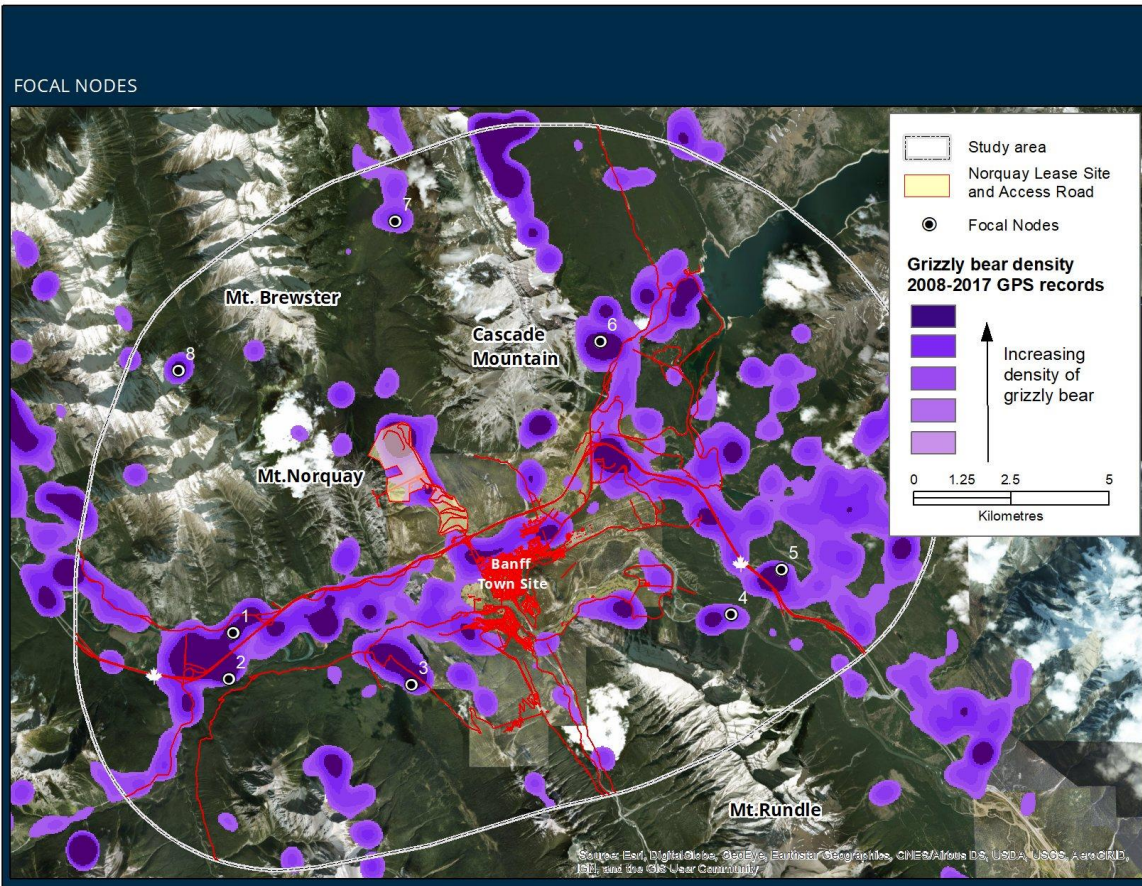 FOCAL NODES
Study area
Norquay Lease Site
and Access Road
Focal Nodes
Grizzly bear density
2008-2017 GPS records
Increasing
density of
grizzly bear
0 1.25 2.5 5
Kilometres
7
Mt. Brewster
6
Cascade
Mountain
8
Mt.Norquay
Banff
Town Site
5
4
1
2
3
Mt.Rundle
Source: Esri, DigitalGlobe, GeoEye, Earthstar Geographics, CNES/Airbus DS, USDA, USGS, AeroGRID,
IGN, and the GIS User Community